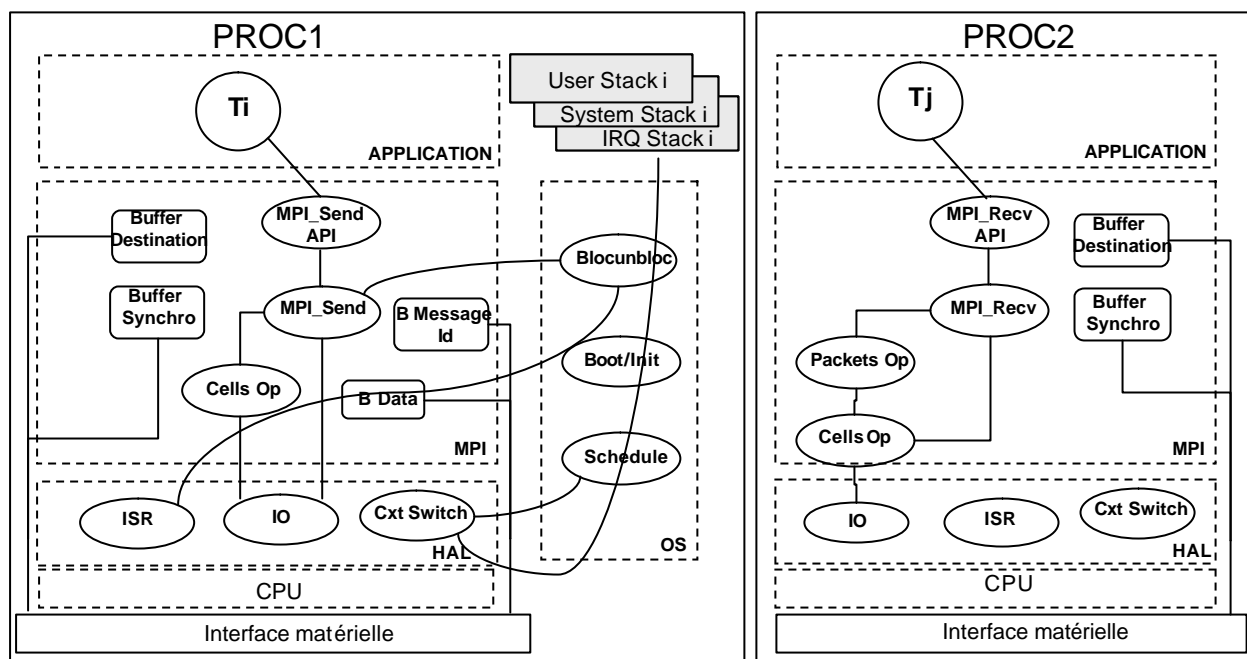 PROC1
User Stack i
System Stack i
IRQ Stack i
Ti
APPLICATION
MPI_Send
API
Buffer
Destination
Buffer
Synchro
MPI_Send
B Message
Id
Cells Op
B Data
MPI
Blocunbloc
Boot/Init
Schedule
OS
ISR
IO
Cxt Switch
HAL
CPU
Interface matérielle
PROC2
Tj
APPLICATION
MPI_Recv
API
Buffer
Destination
MPI_Recv
Buffer
Synchro
Packets Op
Cells Op
MPI
IO
ISR
Cxt Switch
HAL
CPU
Interface matérielle